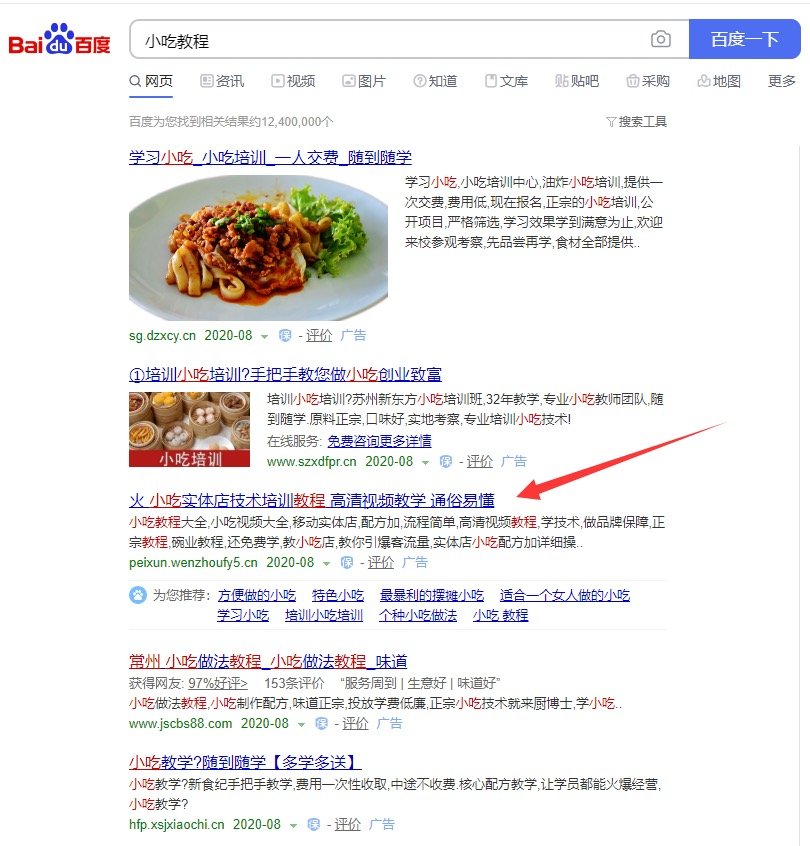 Bai du 百度
小吃教程
百度一下
网页 资讯 视频 图片 知道 文库 贴吧 采购 地图 更多
百度为您找到相关结果约12,400,000个 搜索工具
学习小吃_小吃培训_一人交费_随到随学
学习小吃,小吃培训中心,油炸小吃培训,提供一
次交费,费用低,现在报名,正宗的小吃培训,公
开项目,严格筛选,学习效果学到满意为止,欢迎
来校参观考察,先品尝再学,食材全部提供..
sg.dzxcy.cn 2020-08 保 - 评价 广告
①培训小吃培训?手把手教您做小吃创业致富
培训小吃培训?苏州新东方小吃培训班,32年教学,专业小吃教师团队,随
到随学.原料正宗,口味好,实地考察,专业培训小吃技术!
在线服务: 免费咨询更多详情
小吃培训
www.szxdfpr.cn 2020-08 保 - 评价 广告
火 小吃实体店技术培训教程 高清视频教学 通俗易懂
小吃教程大全,小吃视频大全,移动实体店,配方加,流程简单,高清视频教程,学技术,做品牌保障,正
宗教程,碗业教程,还免费学,教小吃店,教你引爆客流量,实体店小吃配方加详细操..
peixun.wenzhoufy5.cn 2020-08 保 - 评价 广告
为您推荐: 方便做的小吃 特色小吃 最暴利的摆摊小吃 适合一个女人做的小吃
学习小吃 培训小吃培训 个种小吃做法 小吃 教程
常州 小吃做法教程_小吃做法教程_味道
获得网友: 97%好评> 153条评价 “服务周到 | 生意好 | 味道好”
小吃做法教程,小吃制作配方,味道正宗,投放学费低廉,正宗小吃技术就来厨博士,学小吃..
www.jscbs88.com 2020-08 保 - 评价 广告
小吃教学?随到随学【多学多送】
小吃教学?新食纪手把手教学,费用一次性收取,中途不收费.核心配方教学,让学员都能火爆经营,
小吃教学?
hfp.xsjxiaochi.cn 2020-08 保 - 评价 广告